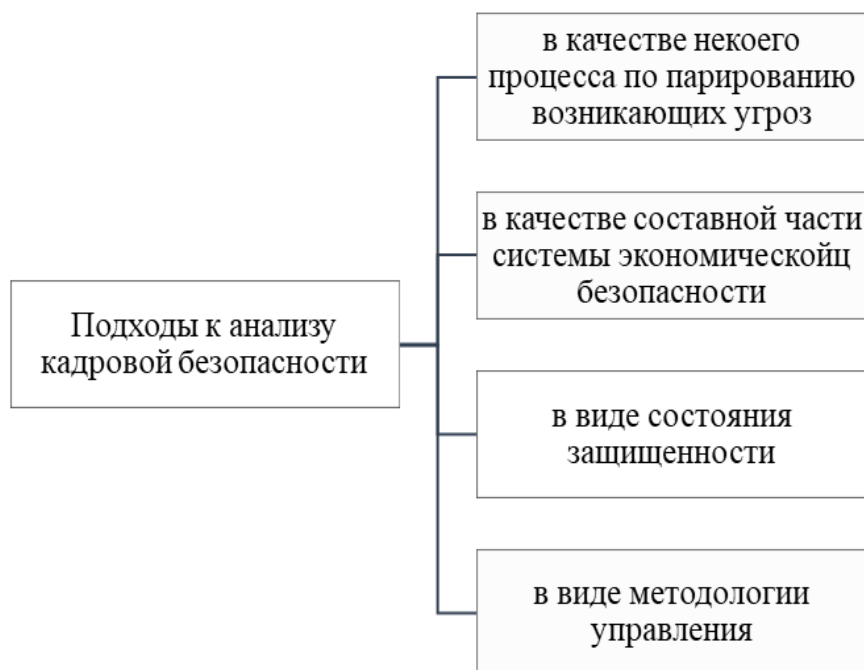 в качестве некоего
процесса по парированию
возникающих угроз
в качестве составной части
системы экономическойц
безопасности
Подходы к анализу
кадровой безопасности
в виде состояния
защищенности
в виде методологии
управления